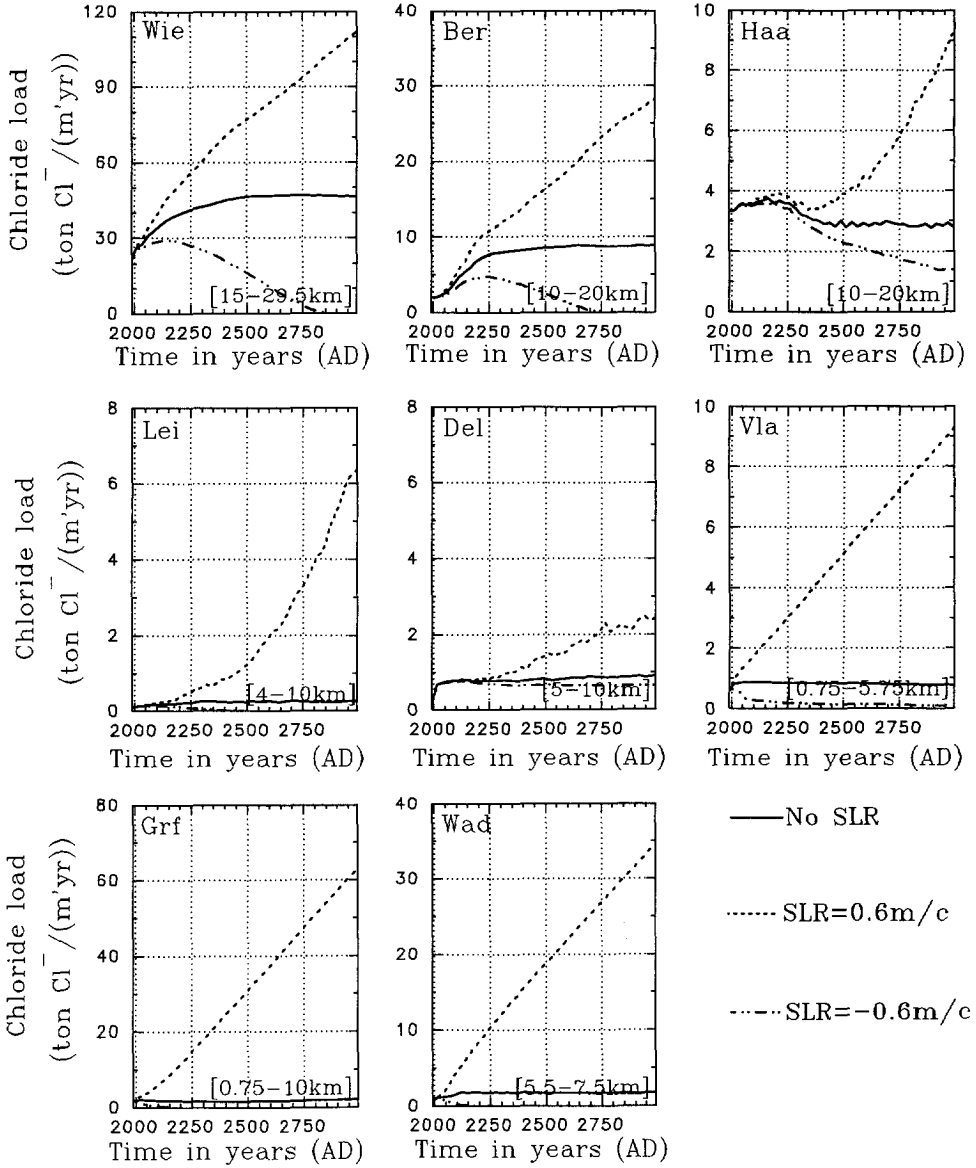 Wie
Chloride load
(ton Cl⁻/(m'yr))
120
90
60
30
0
[15-29.5km]
2000 2250 2500 2750
Time in years (AD)
Ber
40
30
20
10
0
[10-20km]
2000 2250 2500 2750
Time in years (AD)
Haa
10
8
6
4
2
0
[10-20km]
2000 2250 2500 2750
Time in years (AD)
Lei
Chloride load
(ton Cl⁻/(m'yr))
8
6
4
2
0
[4-10km]
2000 2250 2500 2750
Time in years (AD)
Del
8
6
4
2
0
[5-10km]
2000 2250 2500 2750
Time in years (AD)
Vla
10
8
6
4
2
0
[0.75-5.75km]
2000 2250 2500 2750
Time in years (AD)
Grf
Chloride load
(ton Cl⁻/(m'yr))
80
60
40
20
0
[0.75-10km]
2000 2250 2500 2750
Time in years (AD)
Wad
40
30
20
10
0
[5.5-7.5km]
2000 2250 2500 2750
Time in years (AD)
No SLR
SLR=0.6m/c
SLR=-0.6m/c